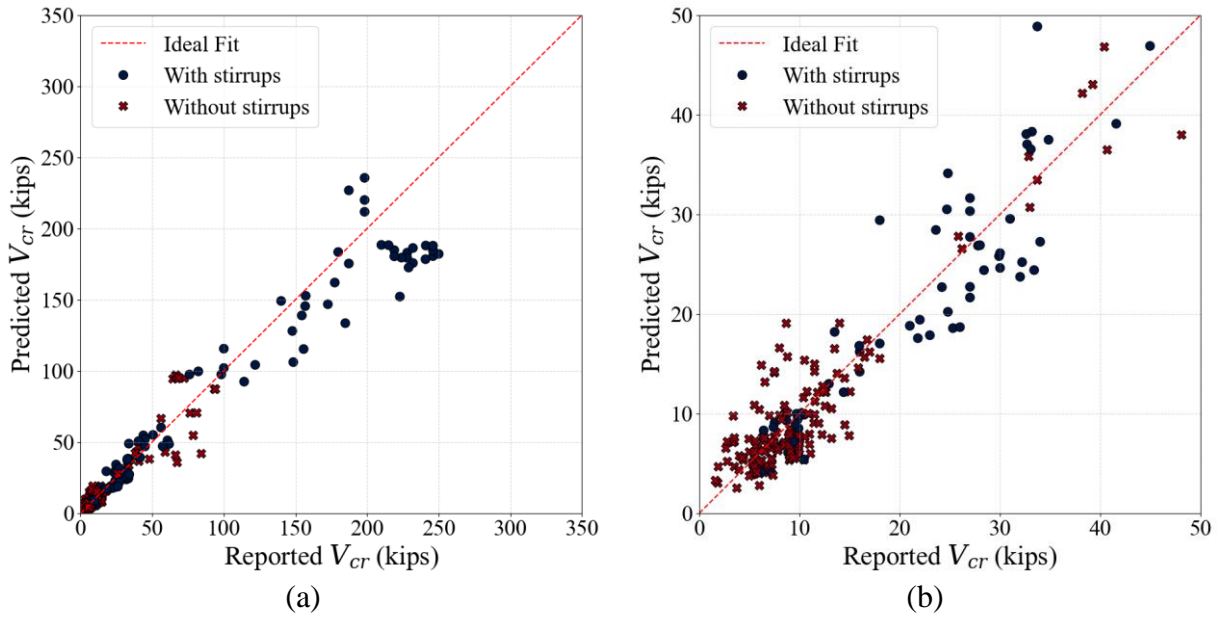 350
300
250
200
150
100
50
0
Predicted V_cr (kips)
Ideal Fit
With stirrups
Without stirrups
0 50 100 150 200 250 300 350
Reported V_cr (kips)
(a)
50
40
30
20
10
0
Predicted V_cr (kips)
Ideal Fit
With stirrups
Without stirrups
0 10 20 30 40 50
Reported V_cr (kips)
(b)